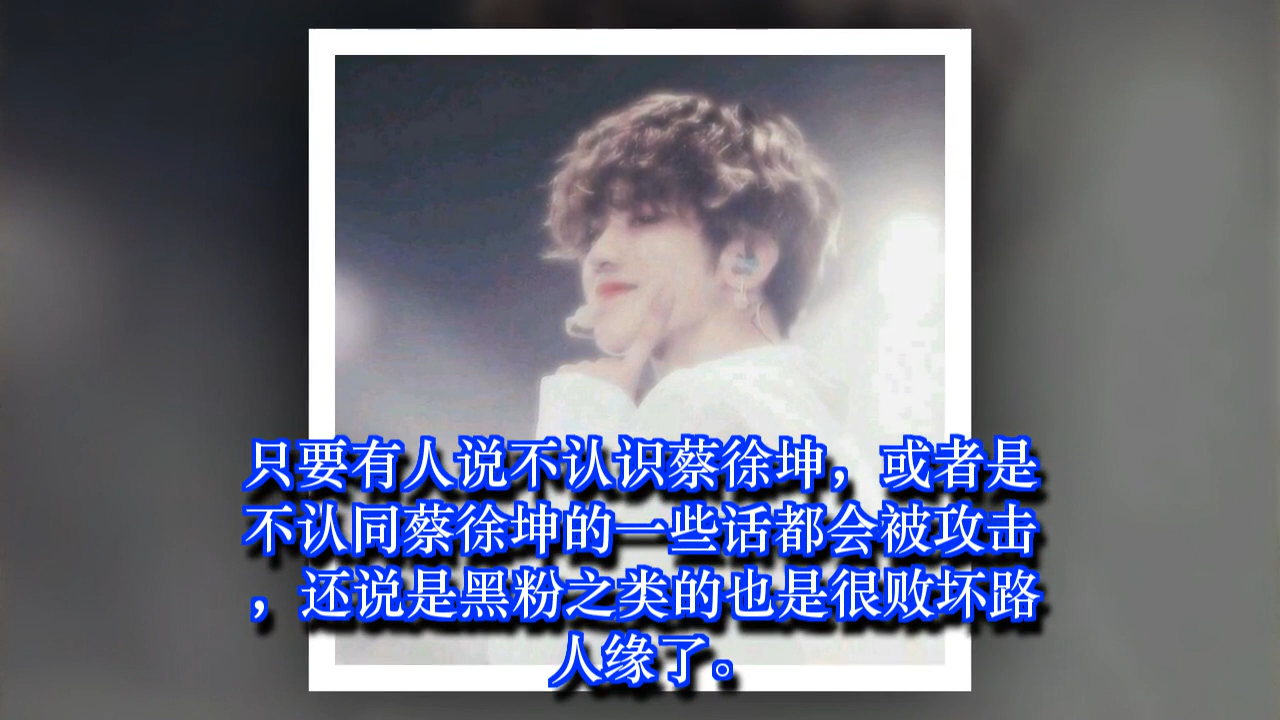 只要有人说不认识蔡徐坤，或者是
不认同蔡徐坤的一些话都会被攻击
，还说是黑粉之类的也是很败坏路
人缘了。